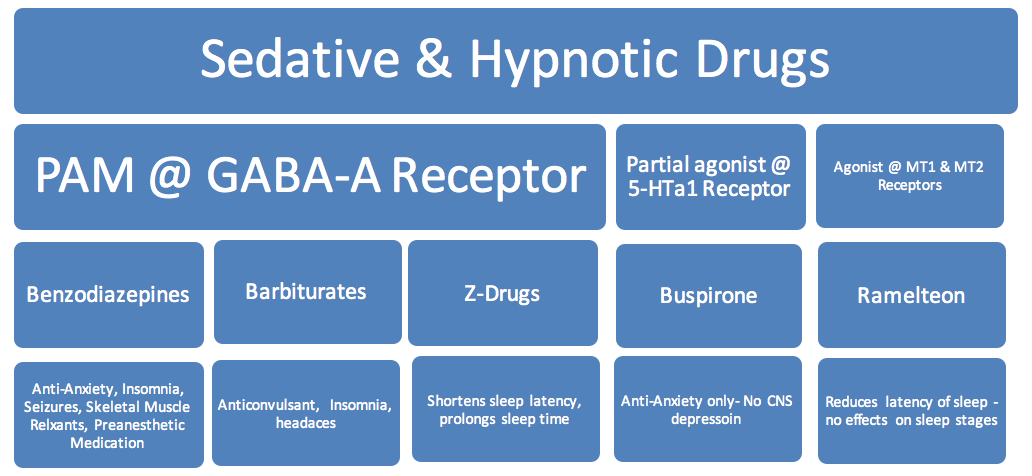 Sedative & Hypnotic Drugs
PAM @ GABA-A Receptor
Partial agonist @
5-HTa1 Receptor
Agonist @ MT1 & MT2
Receptors
Benzodiazepines
Barbiturates
Z-Drugs
Buspirone
Ramelteon
Anti-Anxiety, Insomnia,
Seizures, Skeletal Muscle
Relxants, Preanesthetic
Medication
Anticonvulsant, Insomnia,
headaces
Shortens sleep latency,
prolongs sleep time
Anti-Anxiety only- No CNS
depressoin
Reduces latency of sleep -
no effects on sleep stages